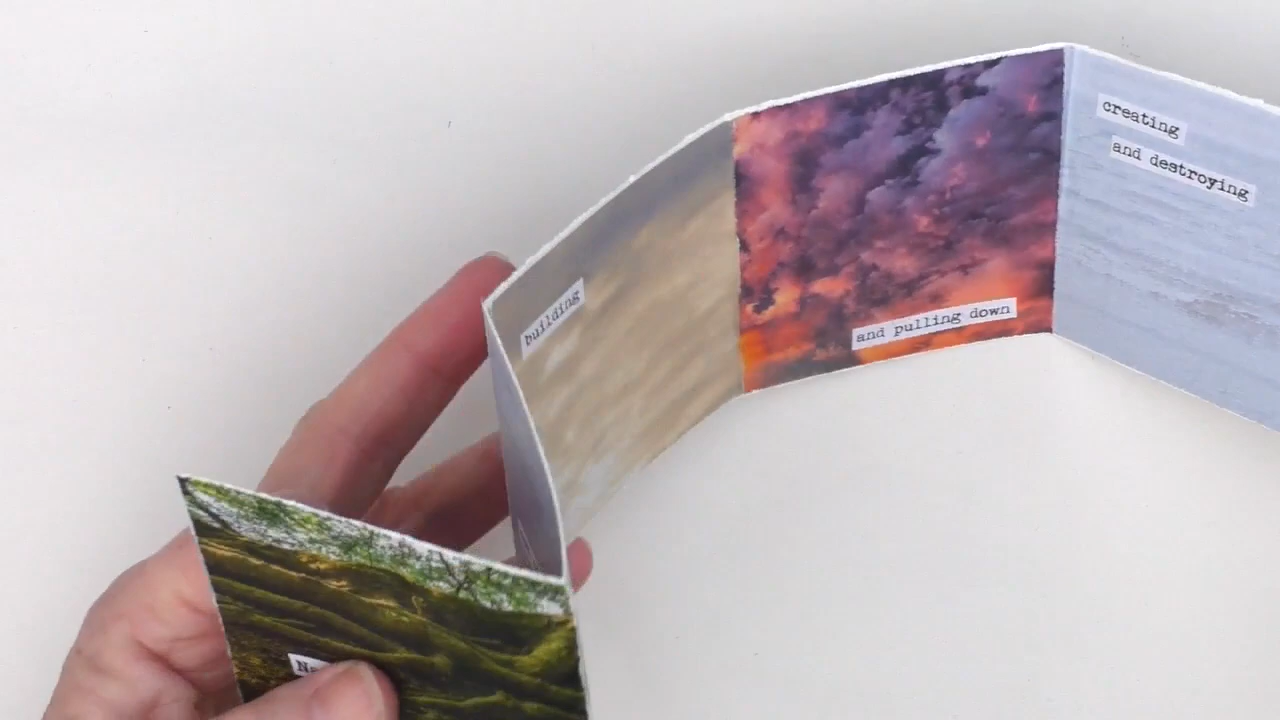 building
and pulling down
creating
and destroying